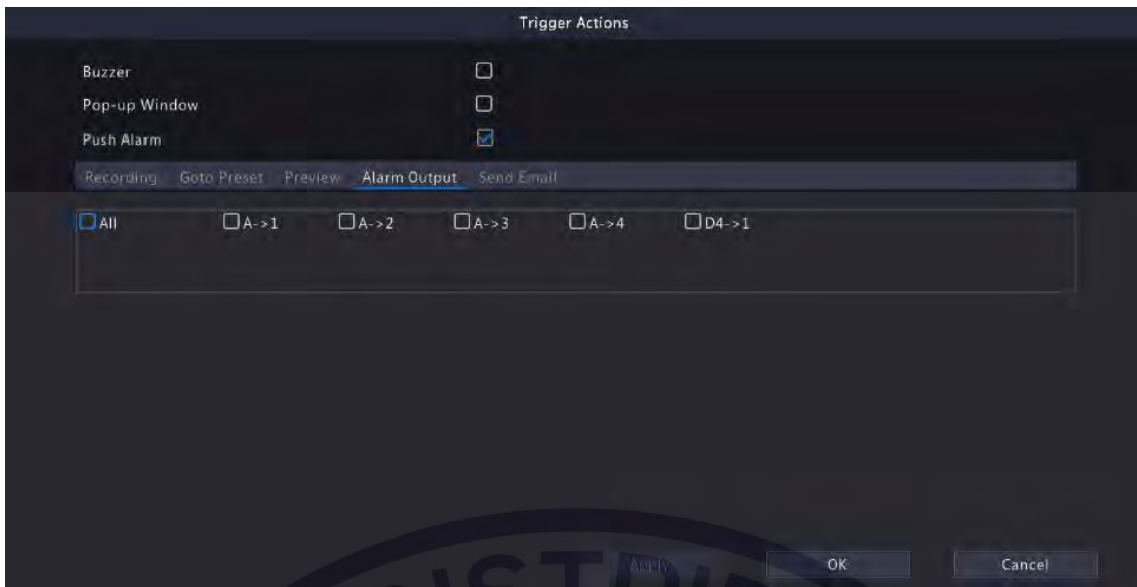 Trigger Actions
Buzzer
Pop-up Window
Push Alarm
Recording Goto Preset Preview Alarm Output Send Email
All A->1 A->2 A->3 A->4 D4->1
Apply OK Cancel